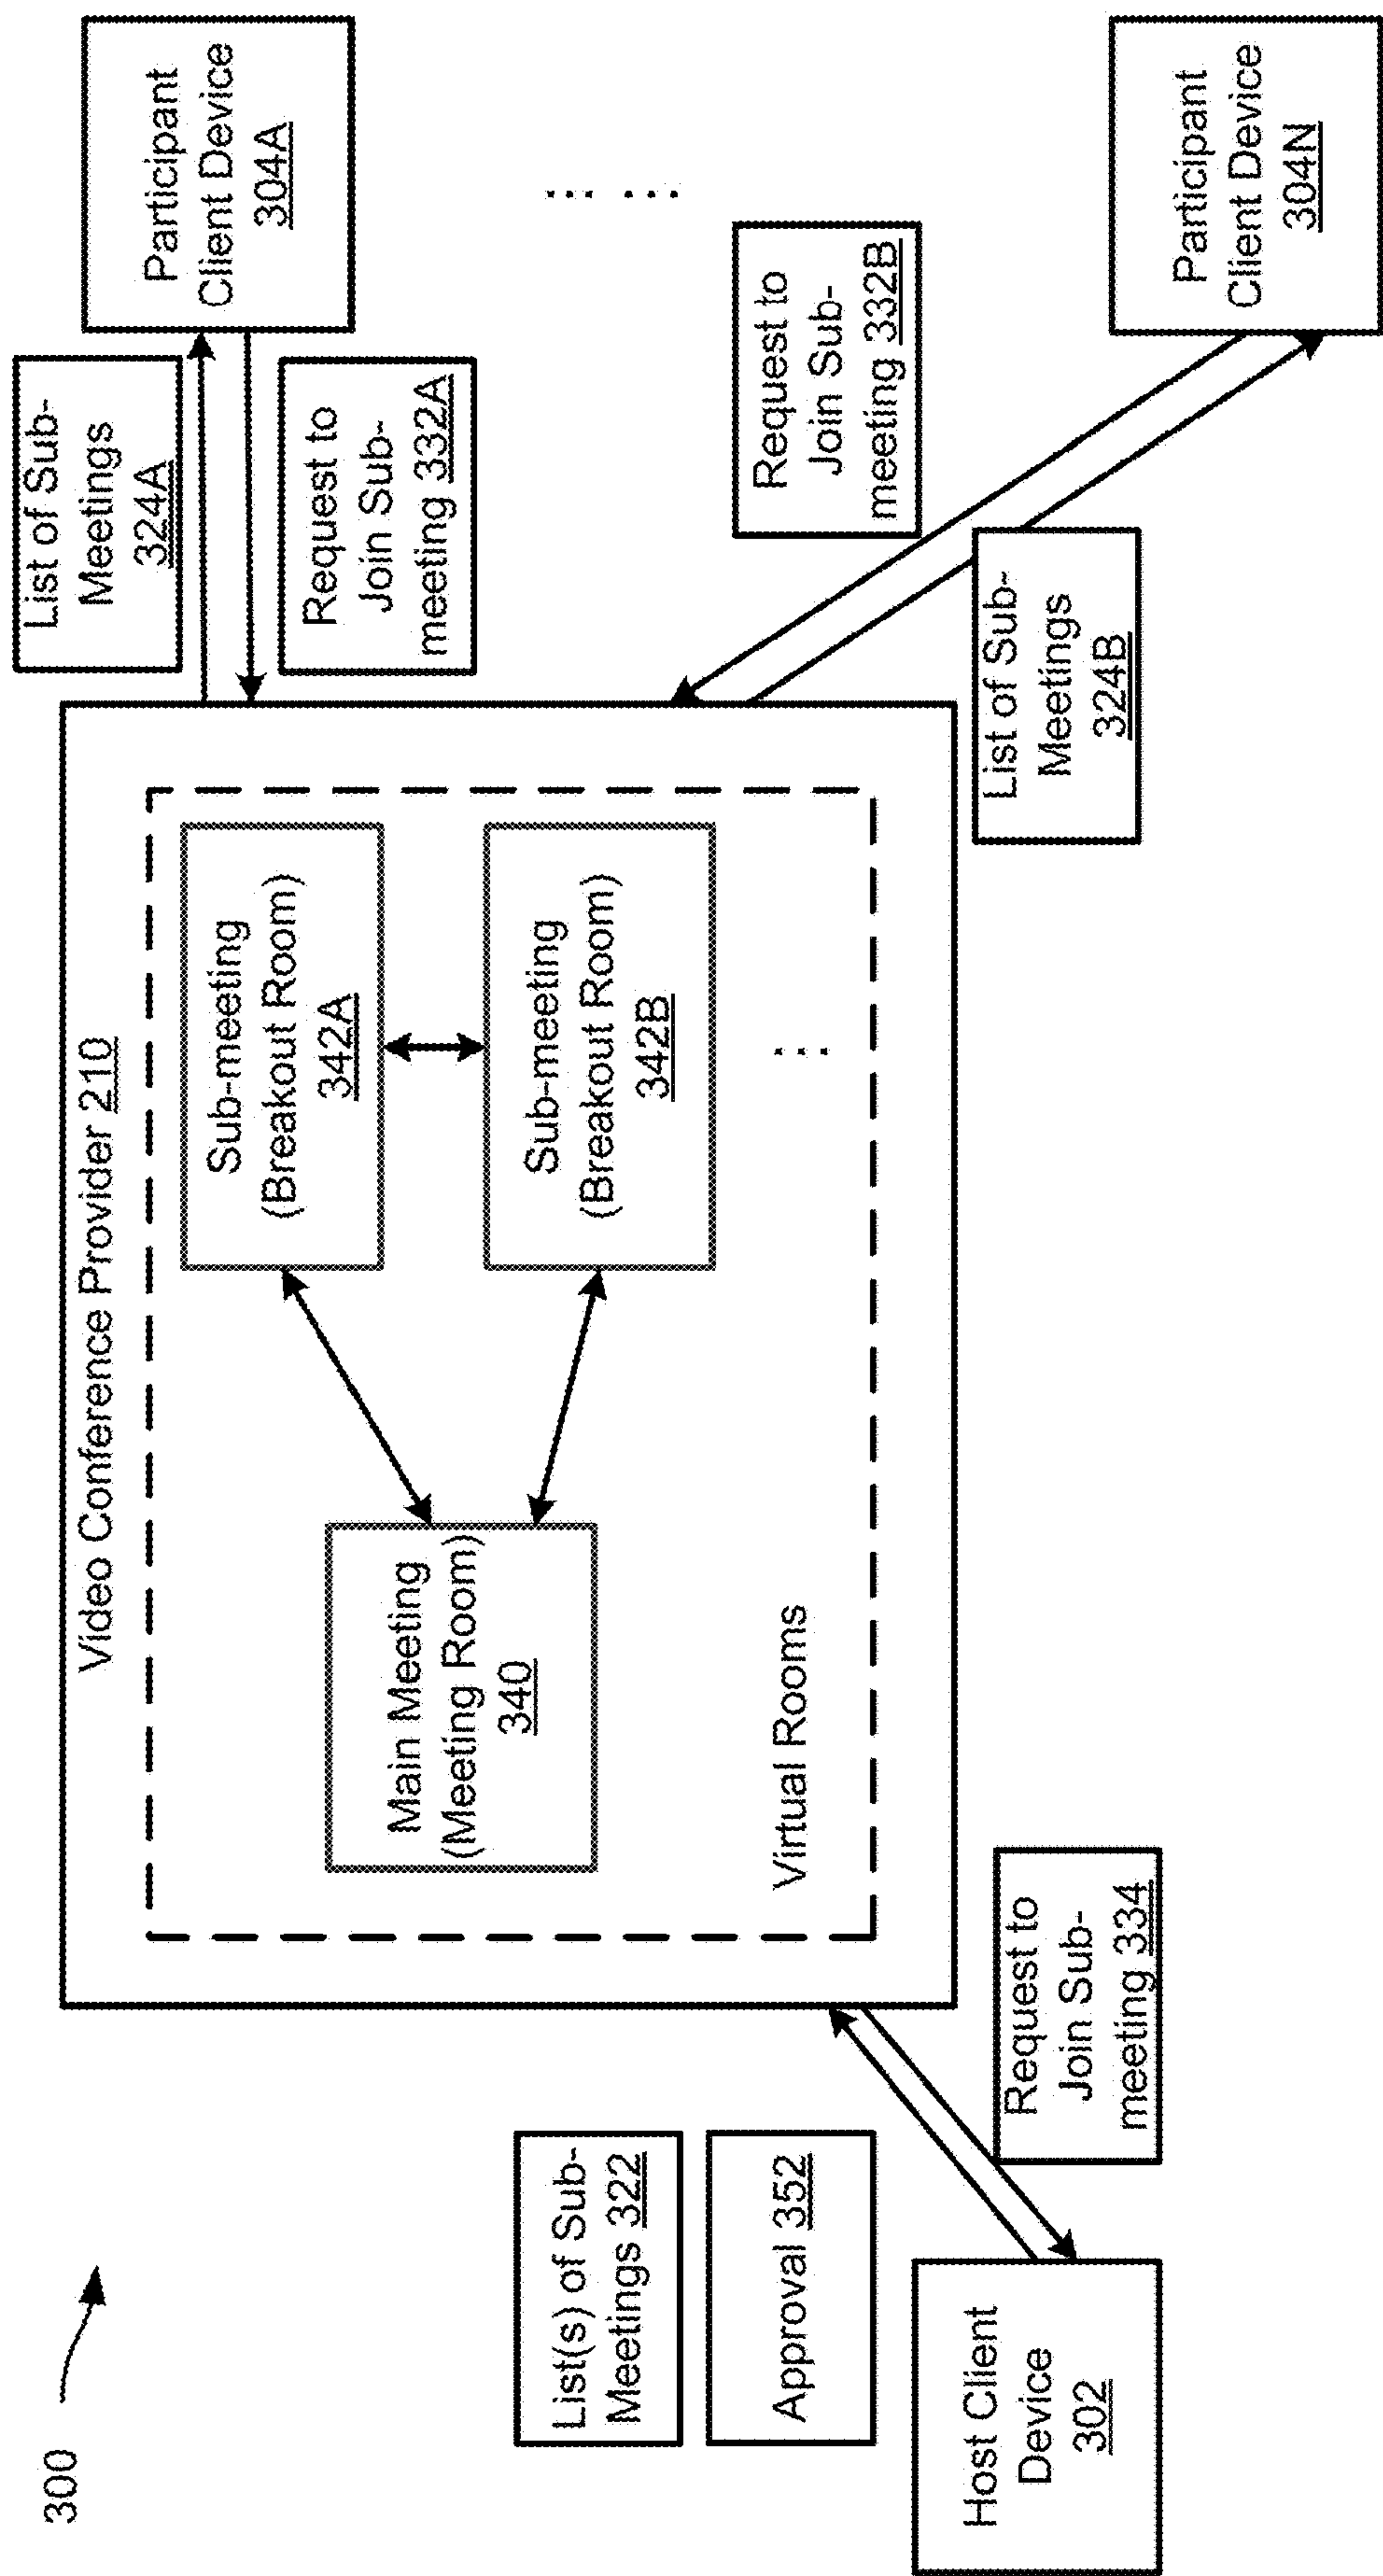 300
Video Conference Provider 210
List(s) of Sub-
Meetings 322
Approval 352
Host Client
Device
302
Request to
Join Sub-
meeting 334
Main Meeting
(Meeting Room)
340
Virtual Rooms
Sub-meeting
(Breakout Room)
342A
Sub-meeting
(Breakout Room)
342B
...
List of Sub-
Meetings
324A
Request to
Join Sub-
meeting 332A
Participant
Client Device
304A
... ...
Request to
Join Sub-
meeting 332B
List of Sub-
Meetings
324B
Participant
Client Device
304N